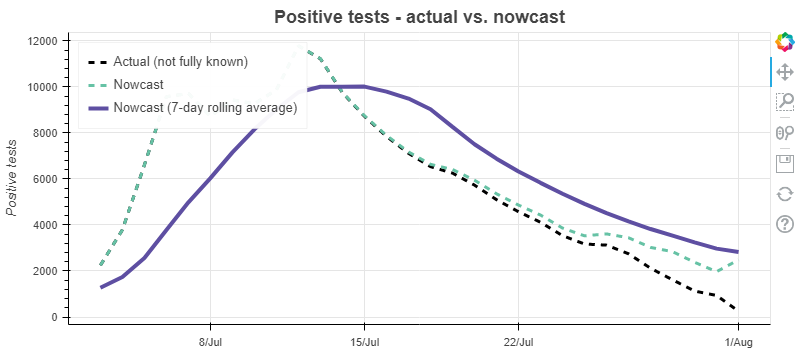 Positive tests - actual vs. nowcast
12000
10000
8000
6000
4000
2000
0
Positive tests
Actual (not fully known)
Nowcast
Nowcast (7-day rolling average)
8/Jul
15/Jul
22/Jul
1/Aug